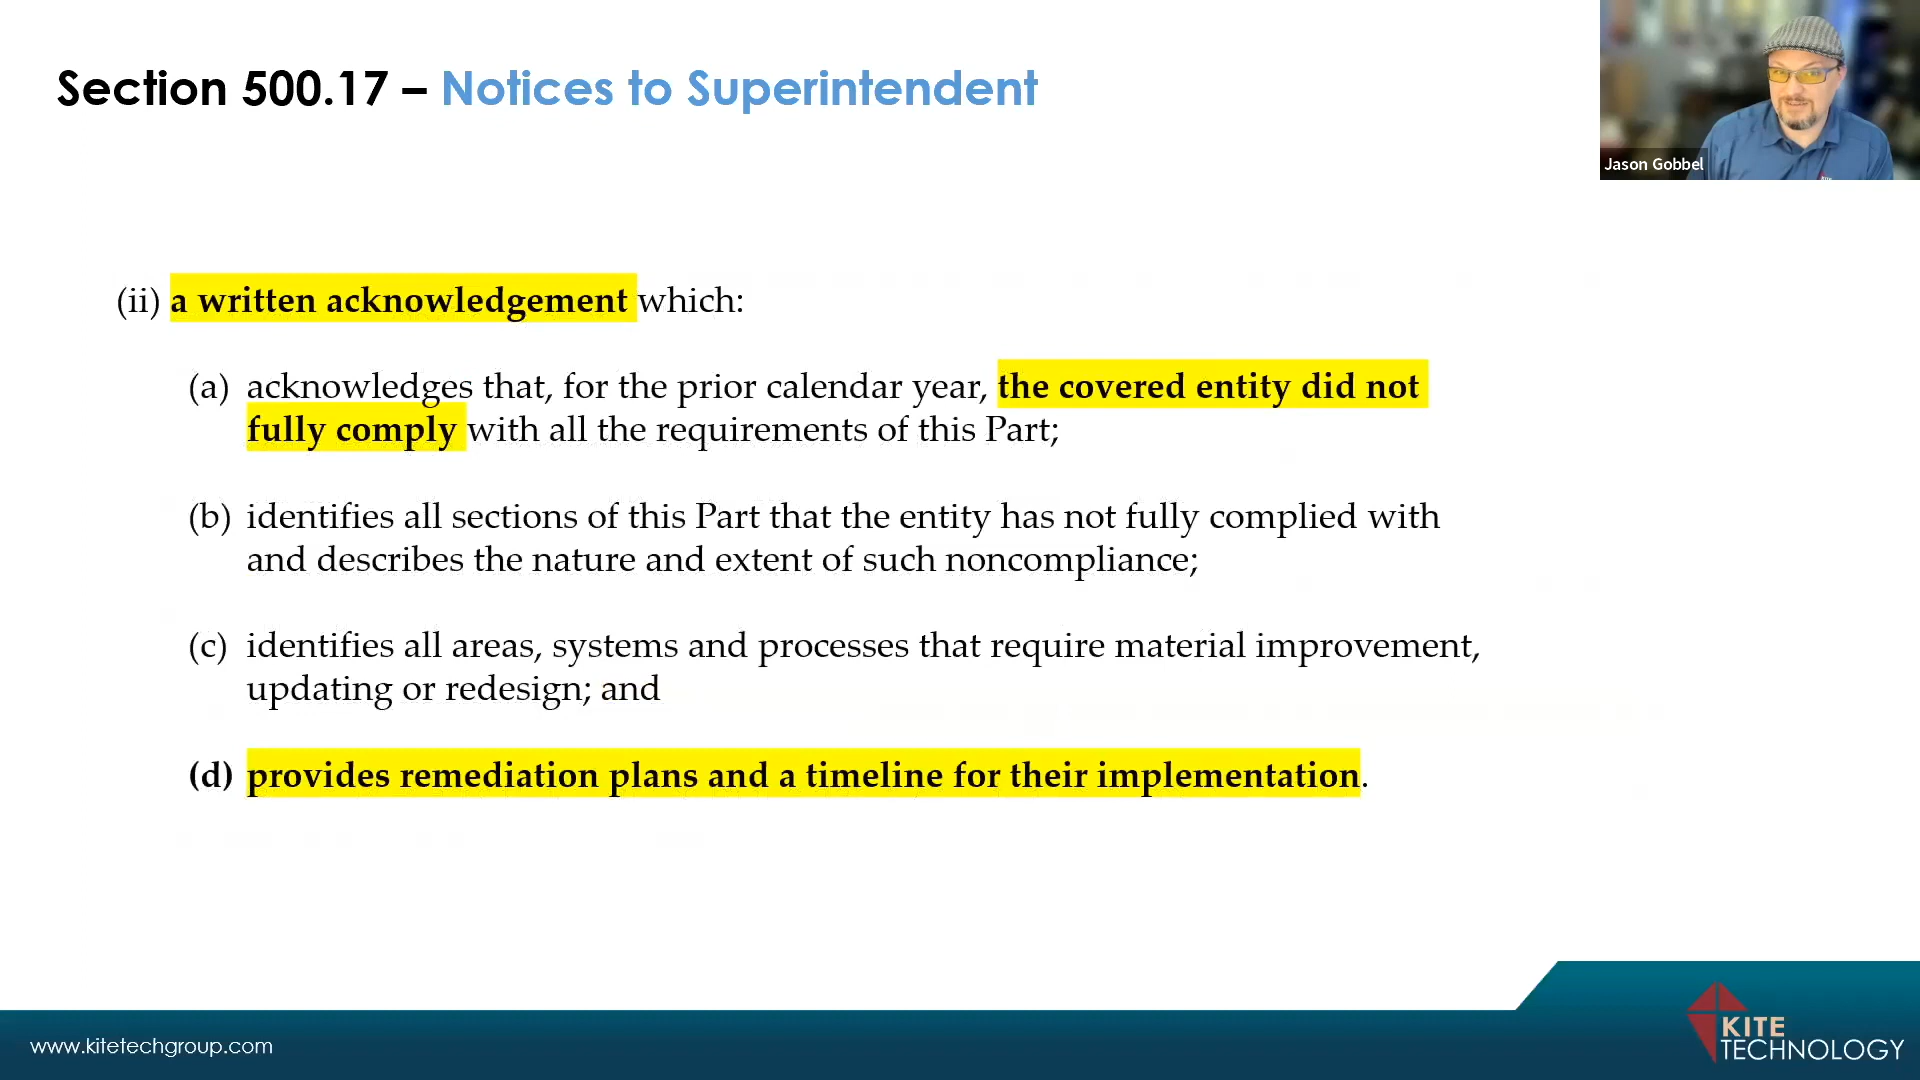 Section 500.17 – Notices to Superintendent
Jason Gobbel
(ii) a written acknowledgement which:
(a) acknowledges that, for the prior calendar year, the covered entity did not
fully comply with all the requirements of this Part;
(b) identifies all sections of this Part that the entity has not fully complied with
and describes the nature and extent of such noncompliance;
(c) identifies all areas, systems and processes that require material improvement,
updating or redesign; and
(d) provides remediation plans and a timeline for their implementation.
www.kitetechgroup.com
KITE
TECHNOLOGY